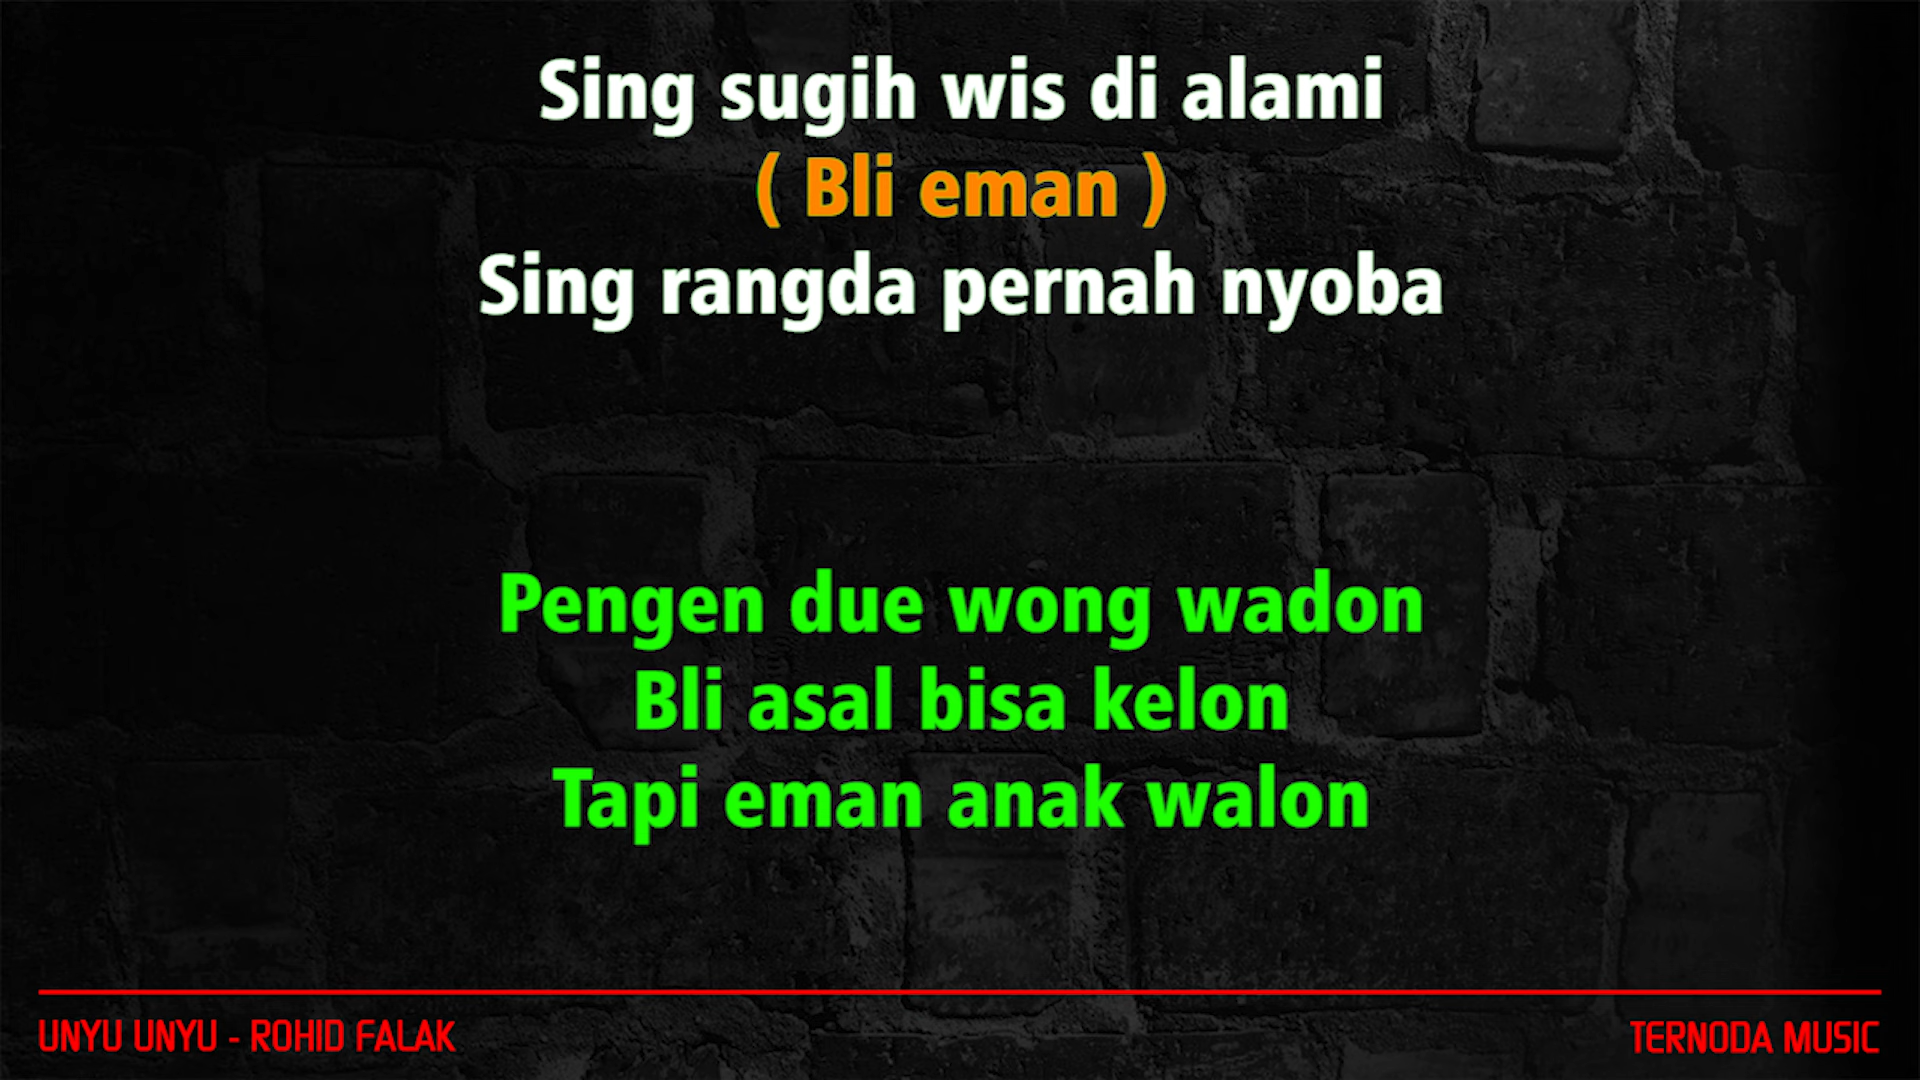 Sing sugih wis di alami
( Bli eman )
Sing rangda pernah nyoba
Pengen due wong wadon
Bli asal bisa kelon
Tapi eman anak walon
UNYU UNYU - ROHID FALAK
TERNODA MUSIC